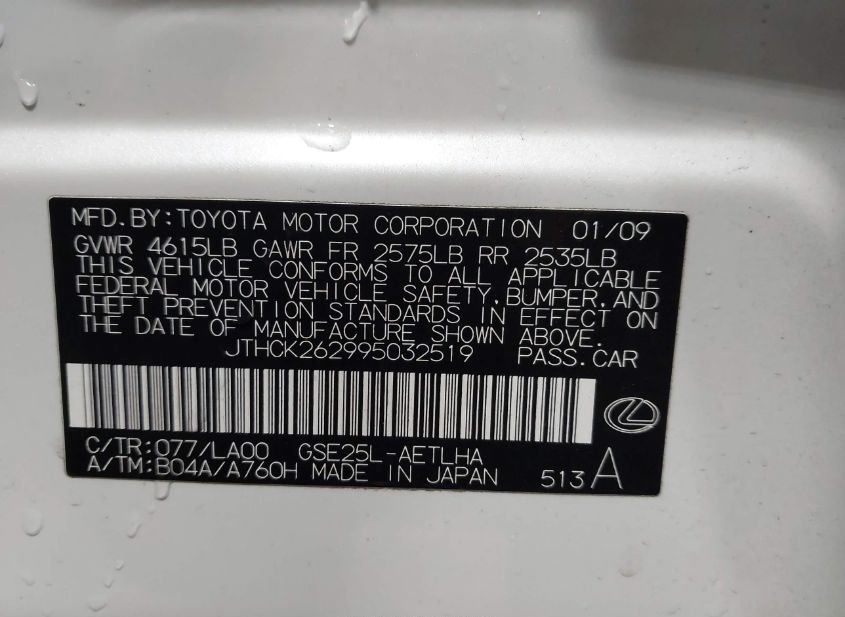 MFD.BY:TOYOTA MOTOR CORPORATION 01/09
GVWR 4615LB GAWR FR 2575LB RR 2535LB
THIS VEHICLE CONFORMS TO ALL APPLICABLE
FEDERAL MOTOR VEHICLE SAFETY,BUMPER,AND
THEFT PREVENTION STANDARDS IN EFFECT ON
THE DATE OF MANUFACTURE SHOWN ABOVE.
JTHCK262995032519 PASS.CAR
C/TR:077/LA00 GSE25L-AETLHA
A/TM:B04A/A760H MADE IN JAPAN 513 A